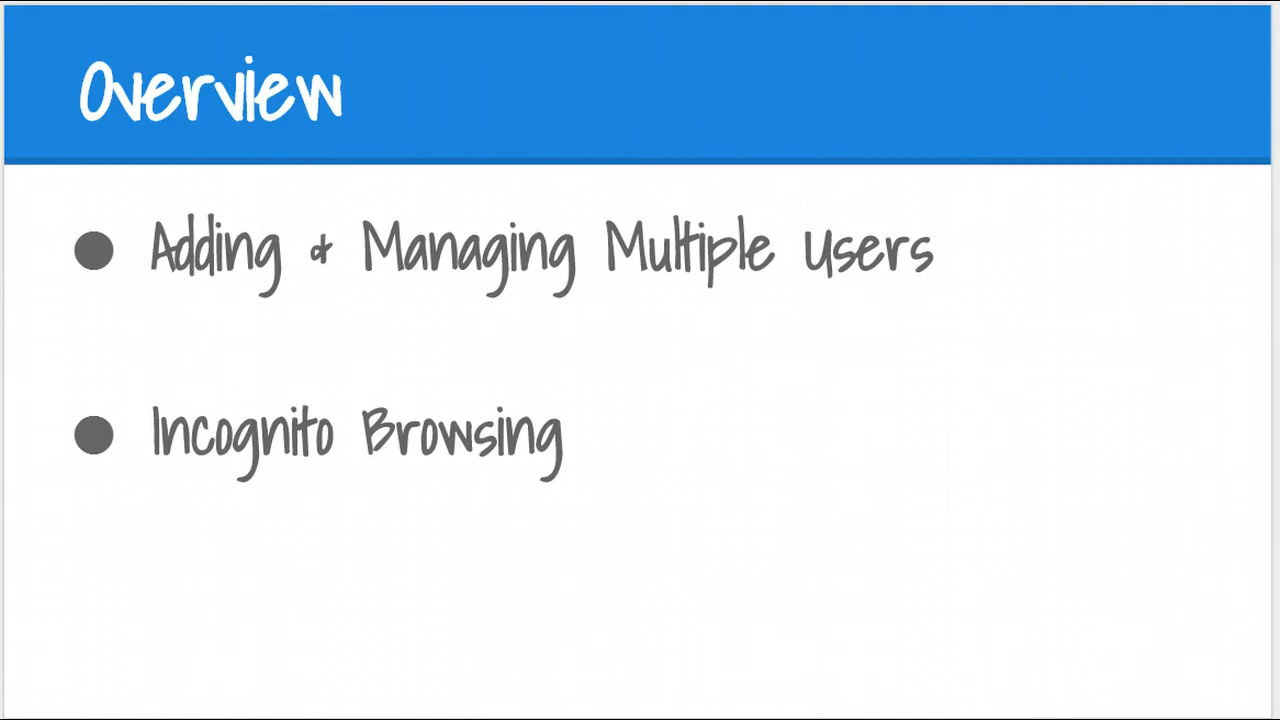 Overview
● Adding & Managing Multiple Users
● Incognito Browsing